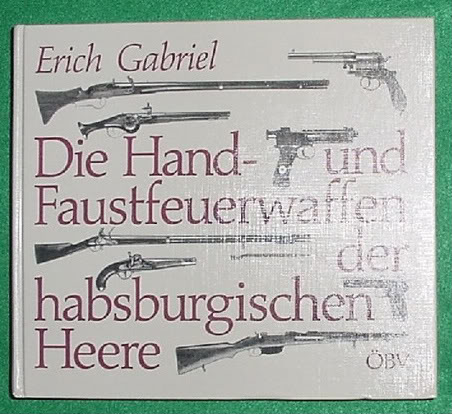 Erich Gabriel
Die Hand- und
Faustfeuerwaffen
der
habsburgischen
Heere
ÖBV